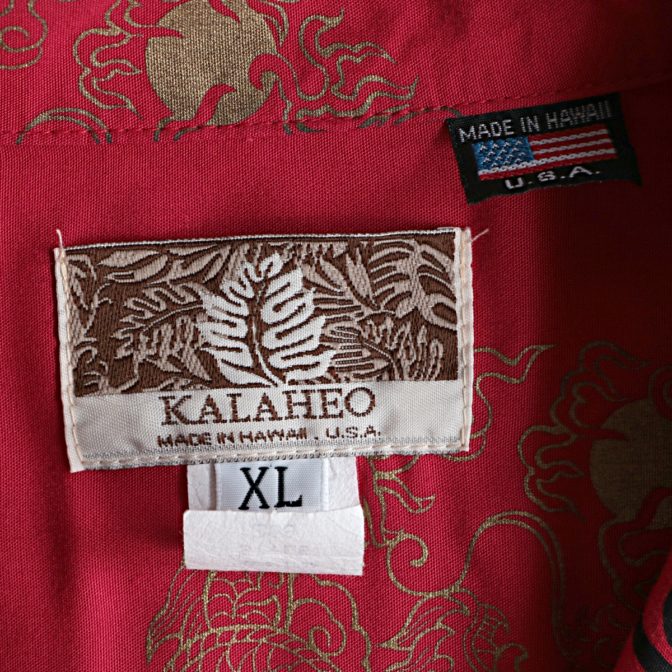 MADE IN HAWAII
U.S.A.
KALAHEO
MADE IN HAWAII . U.S.A.
XL